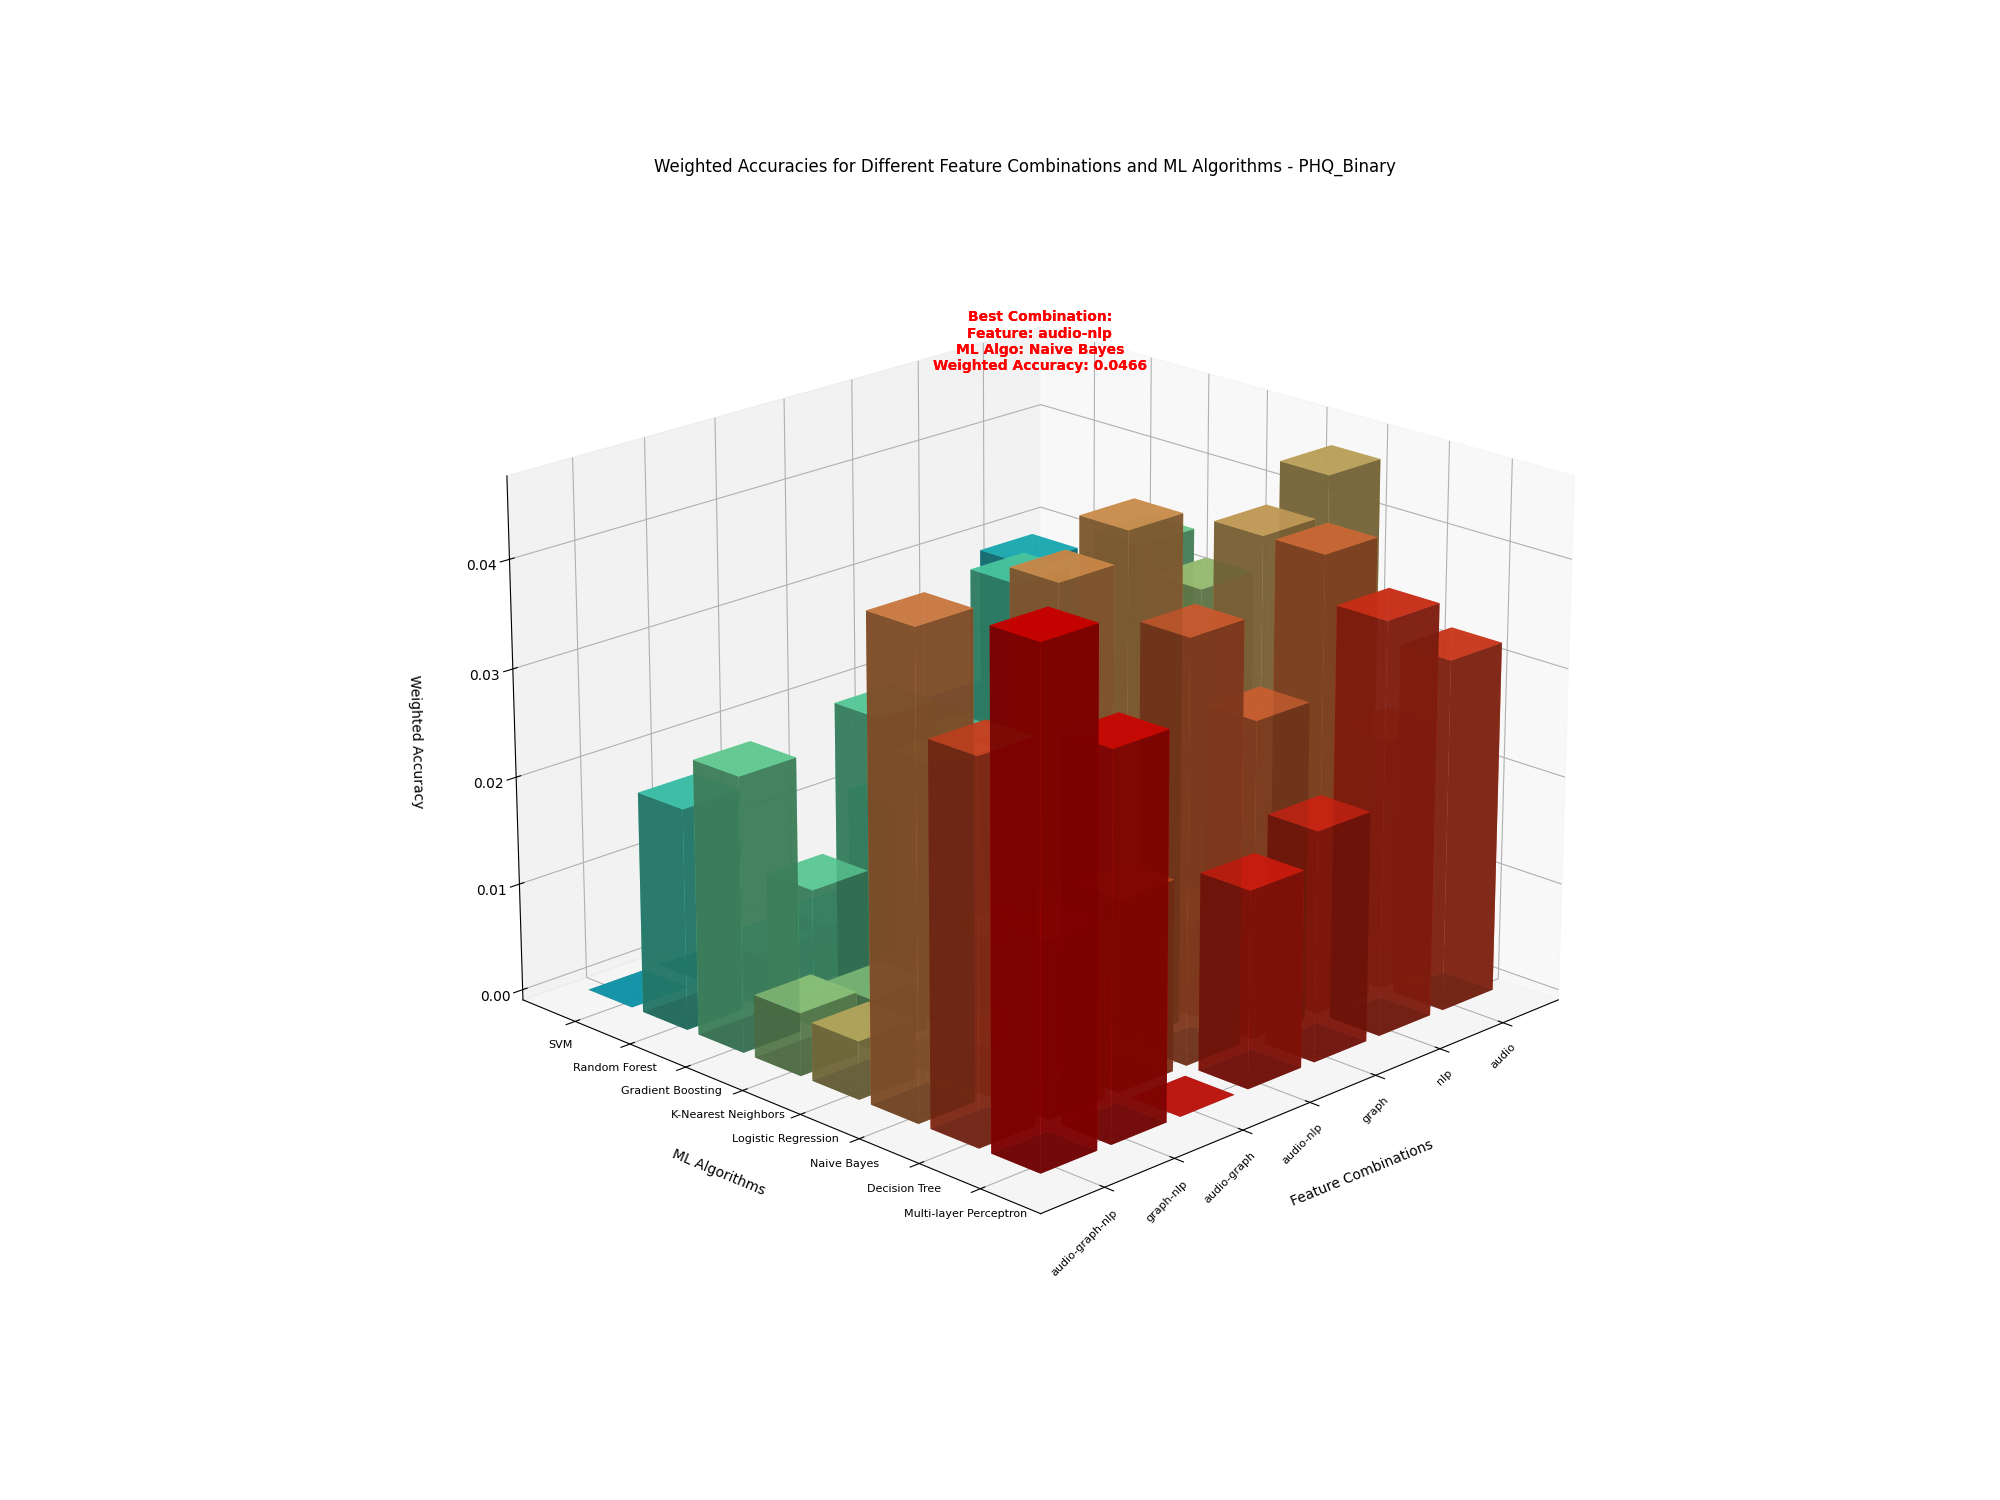 Weighted Accuracies for Different Feature Combinations and ML Algorithms - PHQ_Binary
Best Combination:
Feature: audio-nlp
ML Algo: Naive Bayes
Weighted Accuracy: 0.0466
0.04
0.03
0.02
0.01
0.00
Weighted Accuracy
SVM
Random Forest
Gradient Boosting
K-Nearest Neighbors
Logistic Regression
Naive Bayes
Decision Tree
Multi-layer Perceptron
ML Algorithms
audio-graph-nlp
graph-nlp
audio-graph
audio-nlp
graph
nlp
audio
Feature Combinations